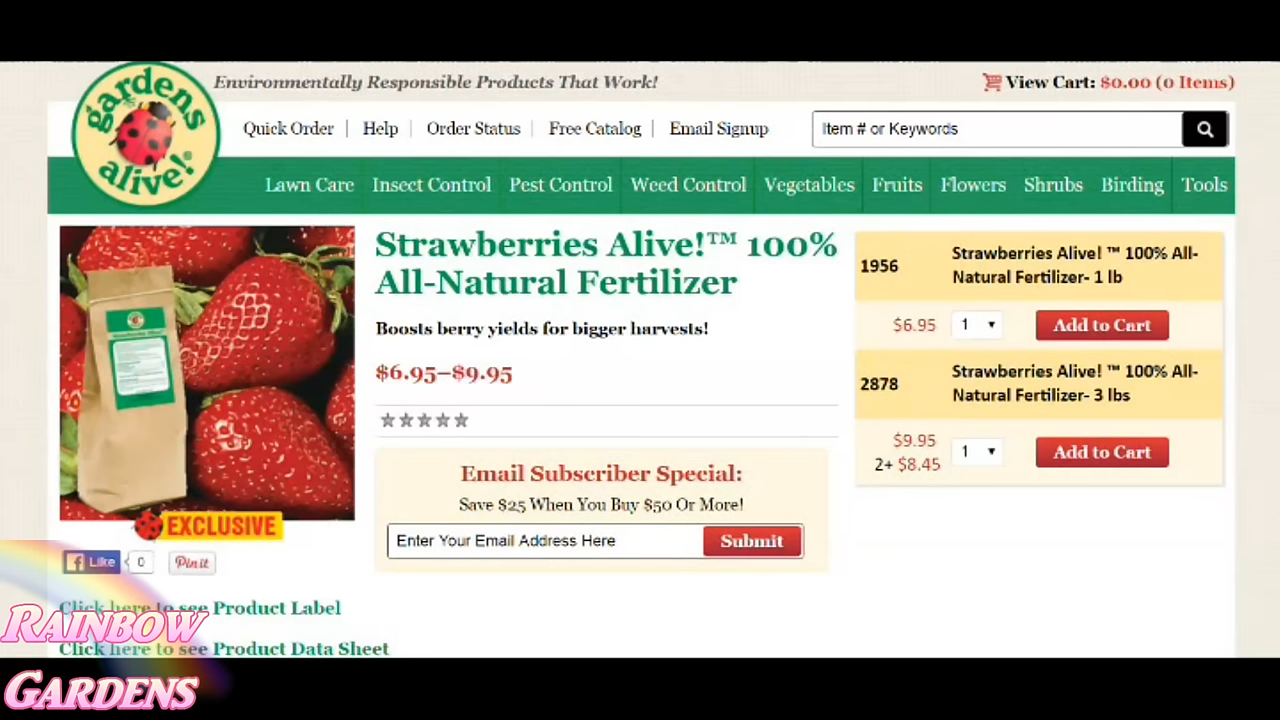 gardens alive!®
Environmentally Responsible Products That Work!
View Cart: $0.00 (0 Items)
Quick Order | Help | Order Status | Free Catalog | Email Signup
Item # or Keywords
Lawn Care Insect Control Pest Control Weed Control Vegetables Fruits Flowers Shrubs Birding Tools
Strawberries Alive!™ 100%
All-Natural Fertilizer
Boosts berry yields for bigger harvests!
$6.95–$9.95
Email Subscriber Special:
Save $25 When You Buy $50 Or More!
Enter Your Email Address Here
Submit
1956
Strawberries Alive! ™ 100% All-
Natural Fertilizer- 1 lb
$6.95 1 Add to Cart
2878
Strawberries Alive! ™ 100% All-
Natural Fertilizer- 3 lbs
$9.95
2+ $8.45
1 Add to Cart
EXCLUSIVE
Like 0 Pin it
Click here to see Product Label
Click here to see Product Data Sheet
Rainbow
Gardens